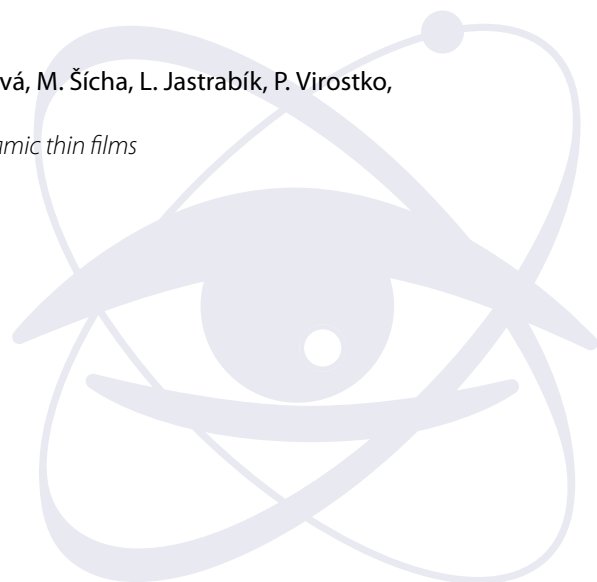 vá, M. Šícha, L. Jastrabík, P. Virostko,
amic thin films